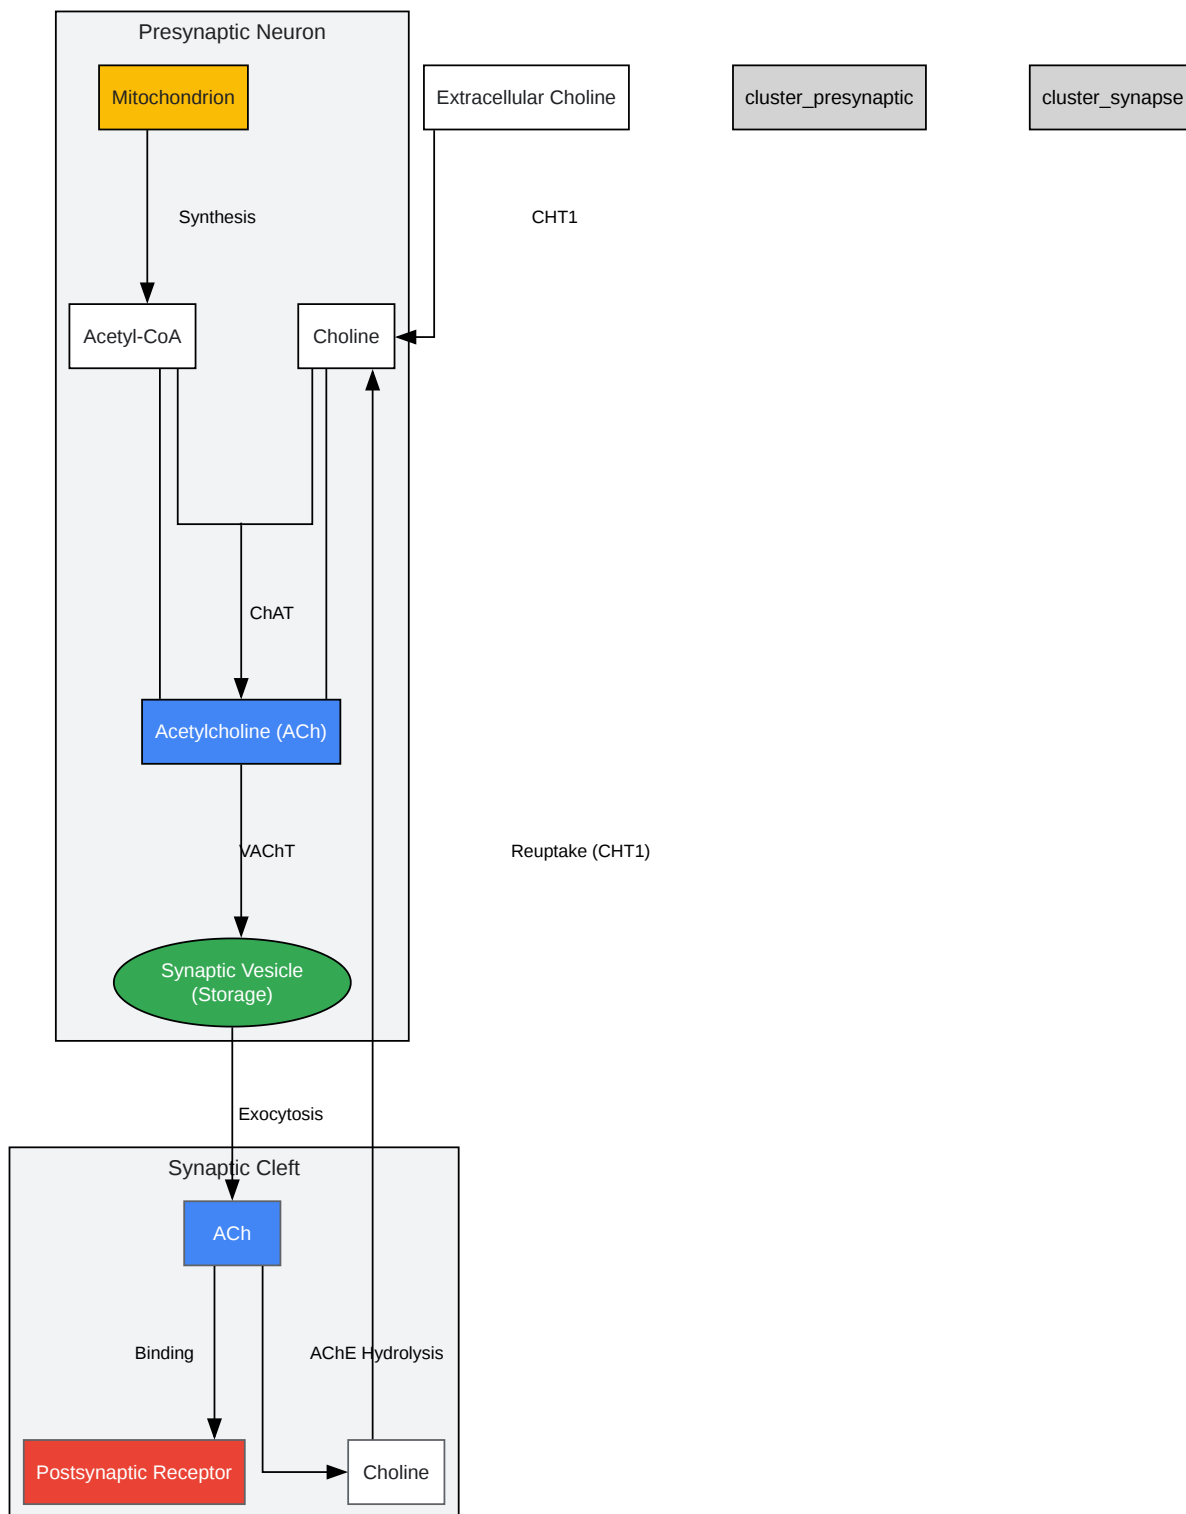 Presynaptic Neuron
Mitochondrion
Extracellular Choline
cluster_presynaptic
cluster_synapse
Synthesis
CHT1
Acetyl-CoA
Choline
ChAT
Acetylcholine (ACh)
VAChT
Reuptake (CHT1)
Synaptic Vesicle
(Storage)
Exocytosis
Synaptic Cleft
ACh
Binding
AChE Hydrolysis
Postsynaptic Receptor
Choline